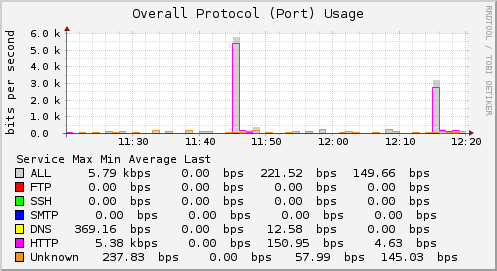 Overall Protocol (Port) Usage
RRDTOOL / TOBI OETIKER
bits per second
6.0 k
5.0 k
4.0 k
3.0 k
2.0 k
1.0 k
0.0
11:30 11:40 11:50 12:00 12:10 12:20
Service Max Min Average Last
ALL 5.79 kbps 0.00 bps 221.52 bps 149.66 bps
FTP 0.00 bps 0.00 bps 0.00 bps 0.00 bps
SSH 0.00 bps 0.00 bps 0.00 bps 0.00 bps
SMTP 0.00 bps 0.00 bps 0.00 bps 0.00 bps
DNS 369.16 bps 0.00 bps 12.58 bps 0.00 bps
HTTP 5.38 kbps 0.00 bps 150.95 bps 4.63 bps
Unknown 237.83 bps 0.00 bps 57.99 bps 145.03 bps